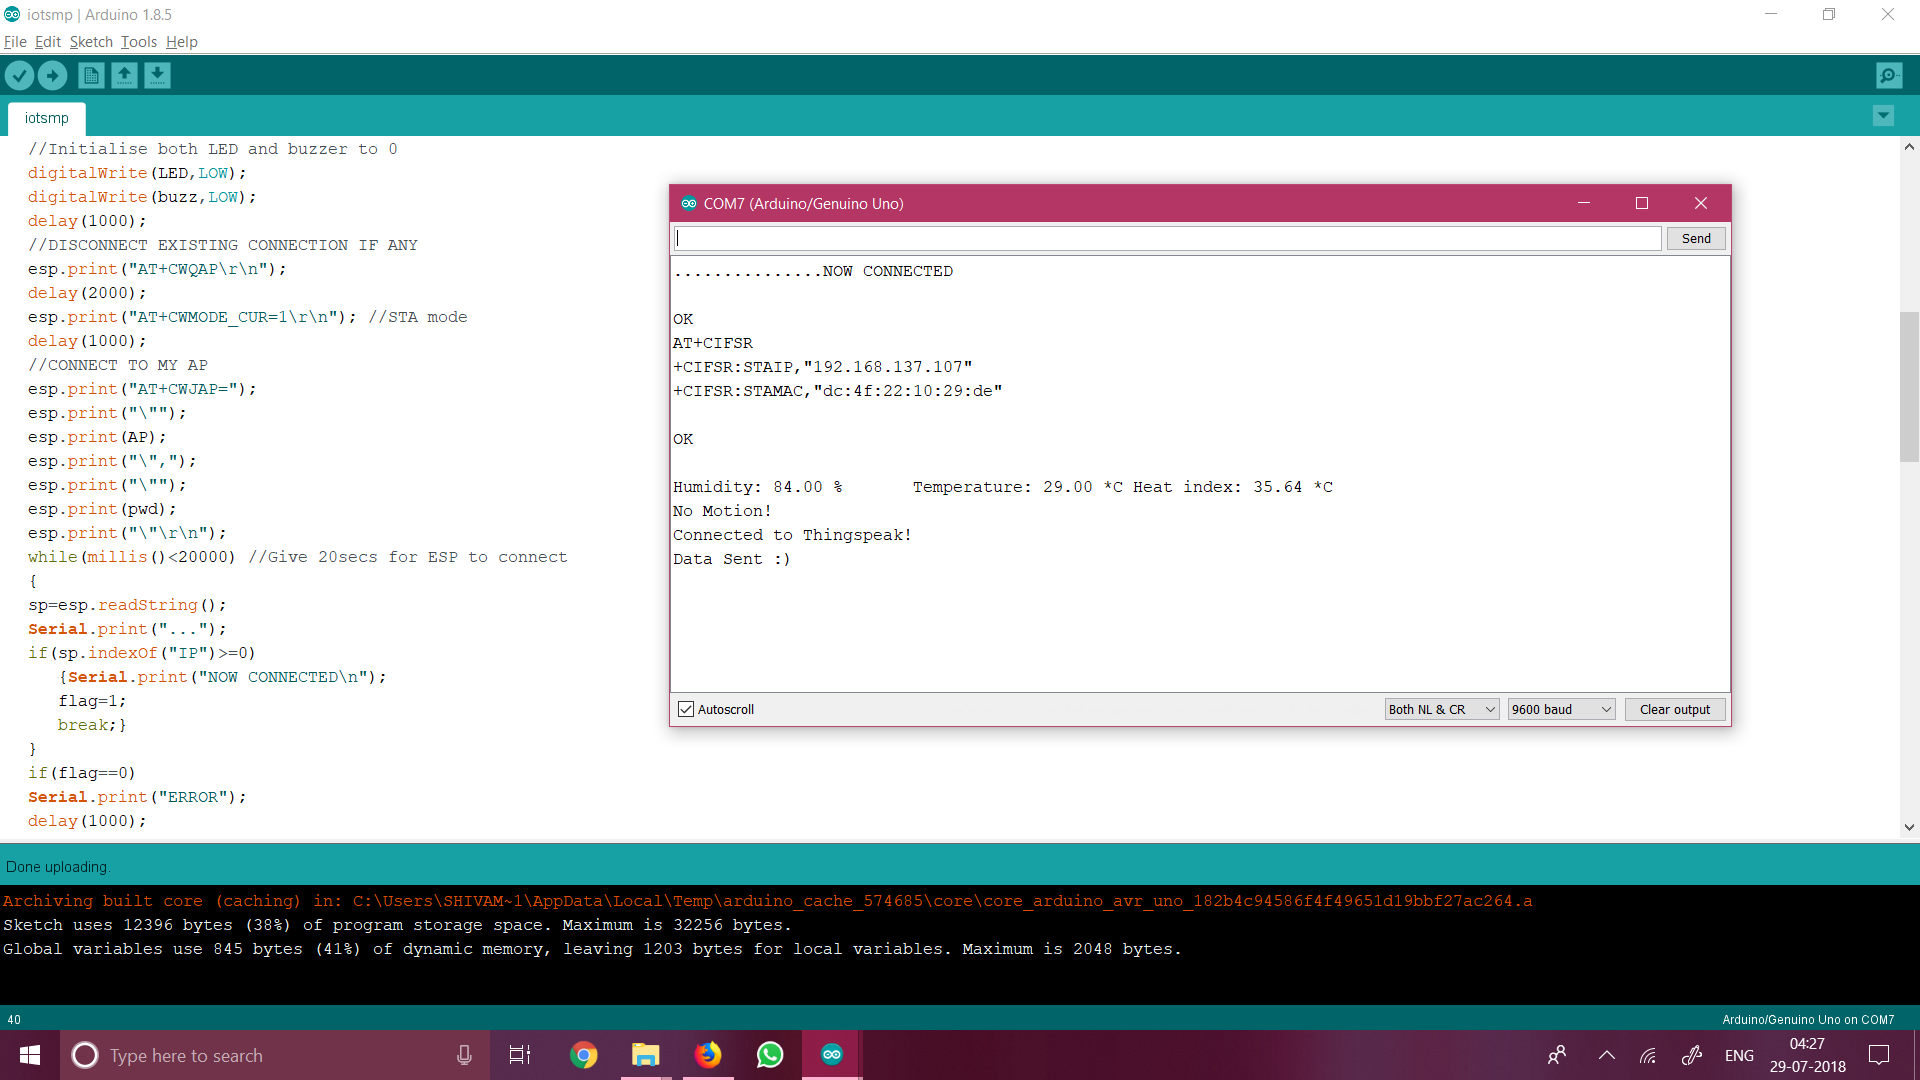 iotsmp | Arduino 1.8.5
File Edit Sketch Tools Help
iotsmp
//Initialise both LED and buzzer to 0
digitalWrite(LED,LOW);
digitalWrite(buzz,LOW);
delay(1000);
//DISCONNECT EXISTING CONNECTION IF ANY
esp.print("AT+CWQAP\r\n");
delay(2000);
esp.print("AT+CWMODE_CUR=1\r\n"); //STA mode
delay(1000);
//CONNECT TO MY AP
esp.print("AT+CWJAP=");
esp.print("\"");
esp.print(AP);
esp.print("\",");
esp.print("\"");
esp.print(pwd);
esp.print("\"\r\n");
while(millis()<20000) //Give 20secs for ESP to connect
{
sp=esp.readString();
Serial.print("...");
if(sp.indexOf("IP")>=0)
{Serial.print("NOW CONNECTED\n");
flag=1;
break;}
}
if(flag==0)
Serial.print("ERROR");
delay(1000);
COM7 (Arduino/Genuino Uno)
Send
...............NOW CONNECTED
OK
AT+CIFSR
+CIFSR:STAIP,"192.168.137.107"
+CIFSR:STAMAC,"dc:4f:22:10:29:de"
OK
Humidity: 84.00 % Temperature: 29.00 *C Heat index: 35.64 *C
No Motion!
Connected to Thingspeak!
Data Sent :)
Autoscroll Both NL & CR 9600 baud Clear output
Done uploading.
Archiving built core (caching) in: C:\Users\SHIVAM~1\AppData\Local\Temp\arduino_cache_574685\core\core_arduino_avr_uno_182b4c94586f4f49651d19bbf27ac264.a
Sketch uses 12396 bytes (38%) of program storage space. Maximum is 32256 bytes.
Global variables use 845 bytes (41%) of dynamic memory, leaving 1203 bytes for local variables. Maximum is 2048 bytes.
40 Arduino/Genuino Uno on COM7
Type here to search
ENG
04:27
29-07-2018